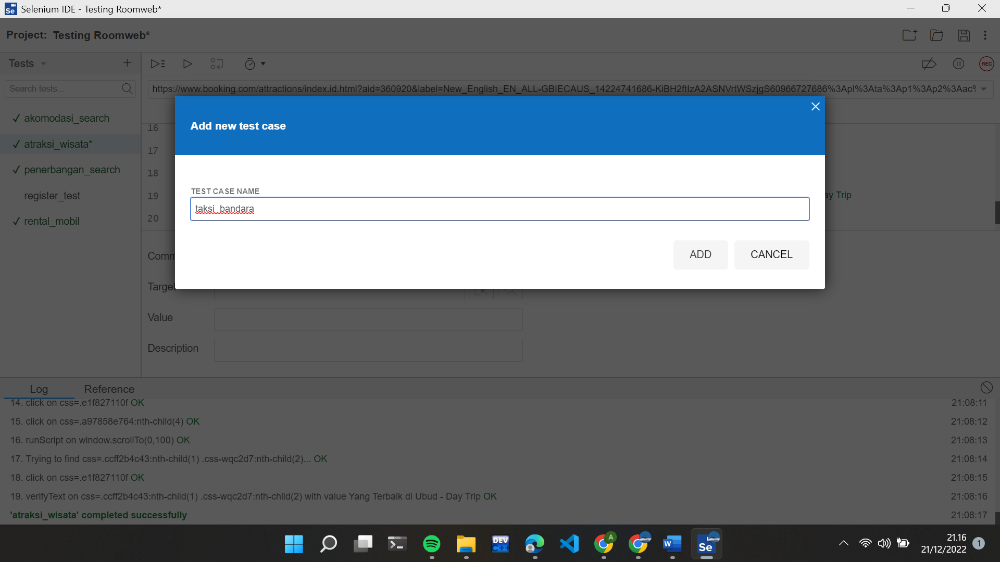 Selenium IDE - Testing Roomweb*
Project: Testing Roomweb*
Tests
REC
Search tests...
https://www.booking.com/attractions/index.id.html?aid=360920&label=New_English_EN_ALL-GBIECAUS_14224741686-KiBH2ftlzA2ASNVrtWSzjgS60966727686%3Apl%3Ata%3Ap1%3Ap2%3Aac%
✓ akomodasi_search
✓ atraksi_wisata*
✓ penerbangan_search
register_test
✓ rental_mobil
16
17
18
19
ay Trip
20
Add new test case
TEST CASE NAME
taksi_bandara
ADD
CANCEL
Comm
Target
Value
Description
Log
Reference
14. click on css=.e1f827110f OK 21:08:11
15. click on css=.a97858e764:nth-child(4) OK 21:08:12
16. runScript on window.scrollTo(0,100) OK 21:08:13
17. Trying to find css=.ccff2b4c43:nth-child(1) .css-wqc2d7:nth-child(2)... OK 21:08:14
18. click on css=.e1f827110f OK 21:08:15
19. verifyText on css=.ccff2b4c43:nth-child(1) .css-wqc2d7:nth-child(2) with value Yang Terbaik di Ubud - Day Trip OK 21:08:16
'atraksi_wisata' completed successfully 21:08:17
DEV
C++
A
W
Se
21.16
21/12/2022
1